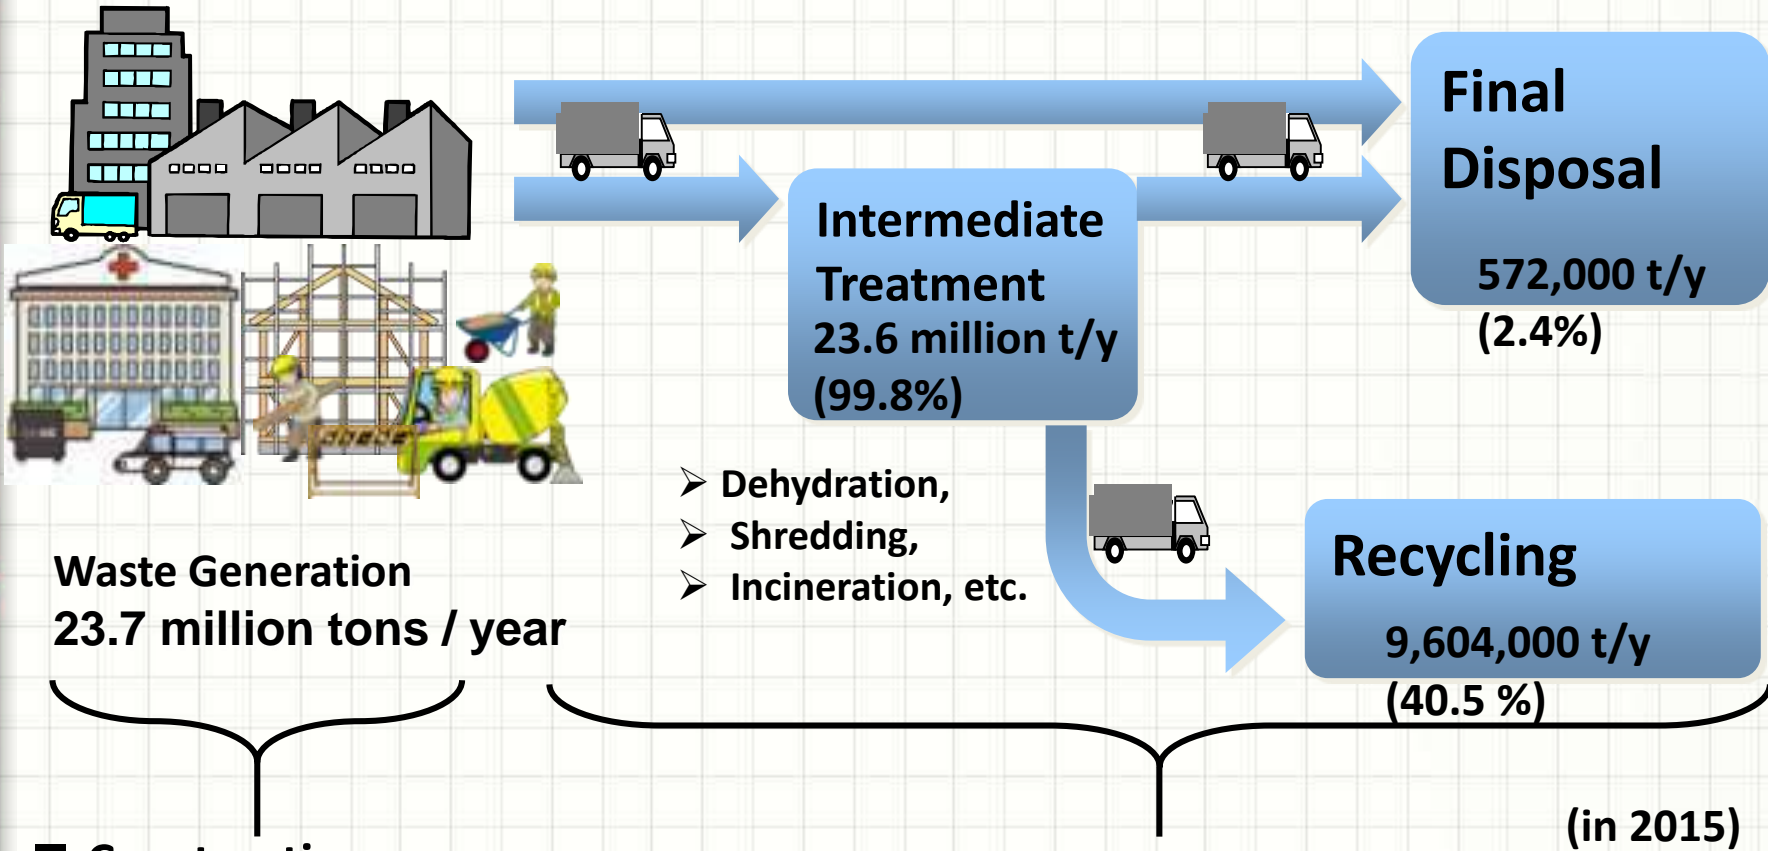 Final
Disposal
572,000 t/y
(2.4%)
Intermediate
Treatment
23.6 million t/y
(99.8%)
➢ Dehydration,
➢ Shredding,
➢ Incineration, etc.
Recycling
9,604,000 t/y
(40.5 %)
Waste Generation
23.7 million tons / year
(in 2015)